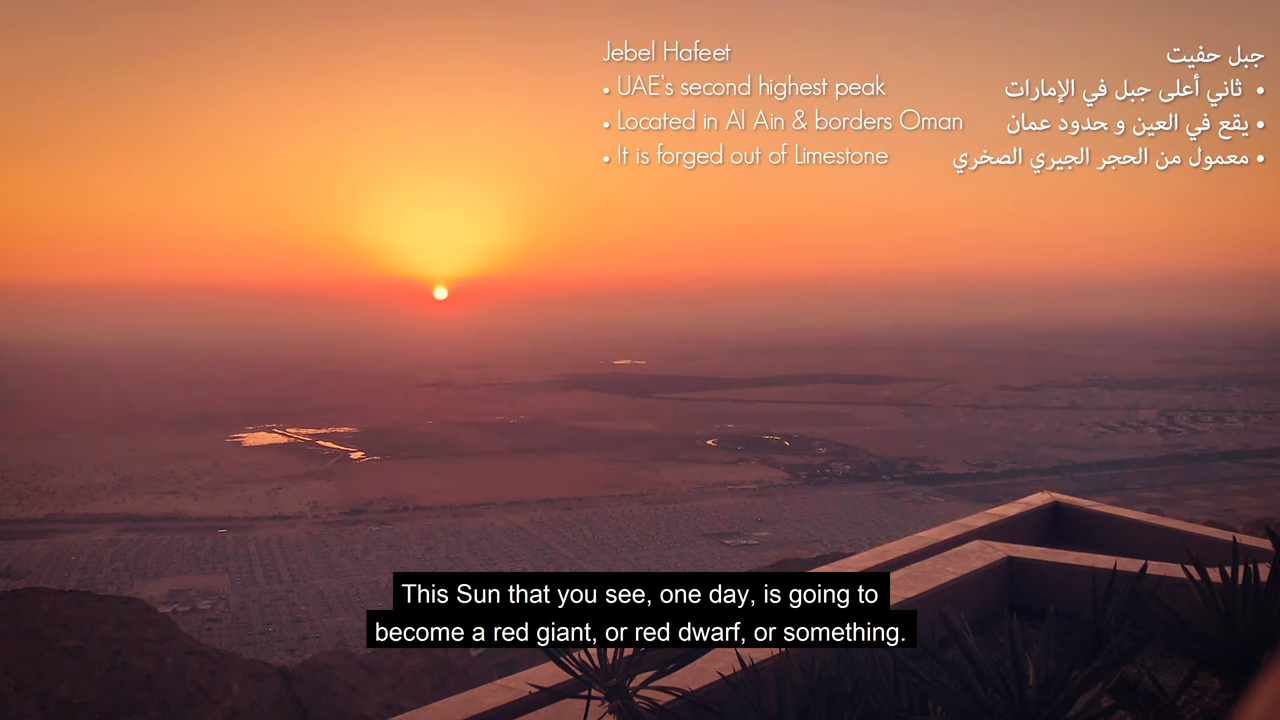 Jebel Hafeet
• UAE's second highest peak
• Located in Al Ain & borders Oman
• It is forged out of Limestone
جبل حفيت
• ثاني أعلى جبل في الإمارات
• يقع في العين و حدود عمان
• معمول من الحجر الجيري الصخري
This Sun that you see, one day, is going to
become a red giant, or red dwarf, or something.